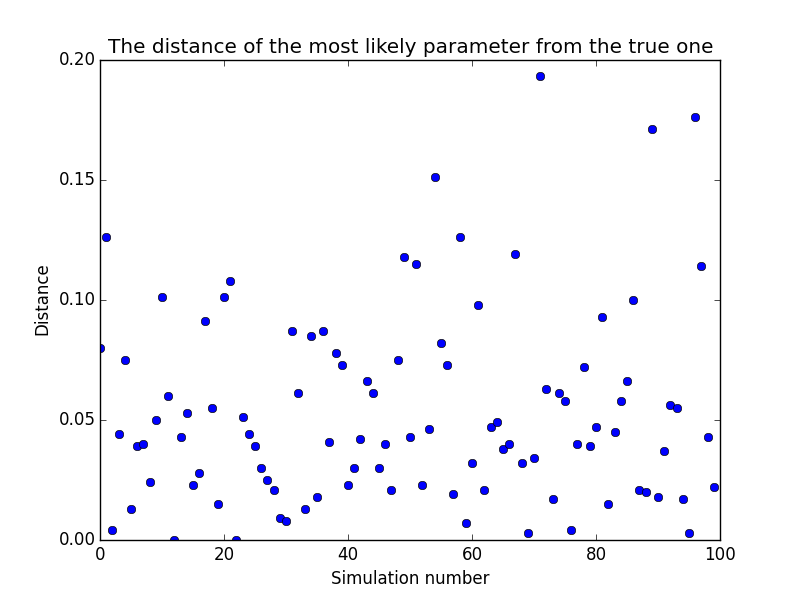 The distance of the most likely parameter from the true one
0.20
0.15
0.10
0.05
0.00
Distance
0 20 40 60 80 100
Simulation number